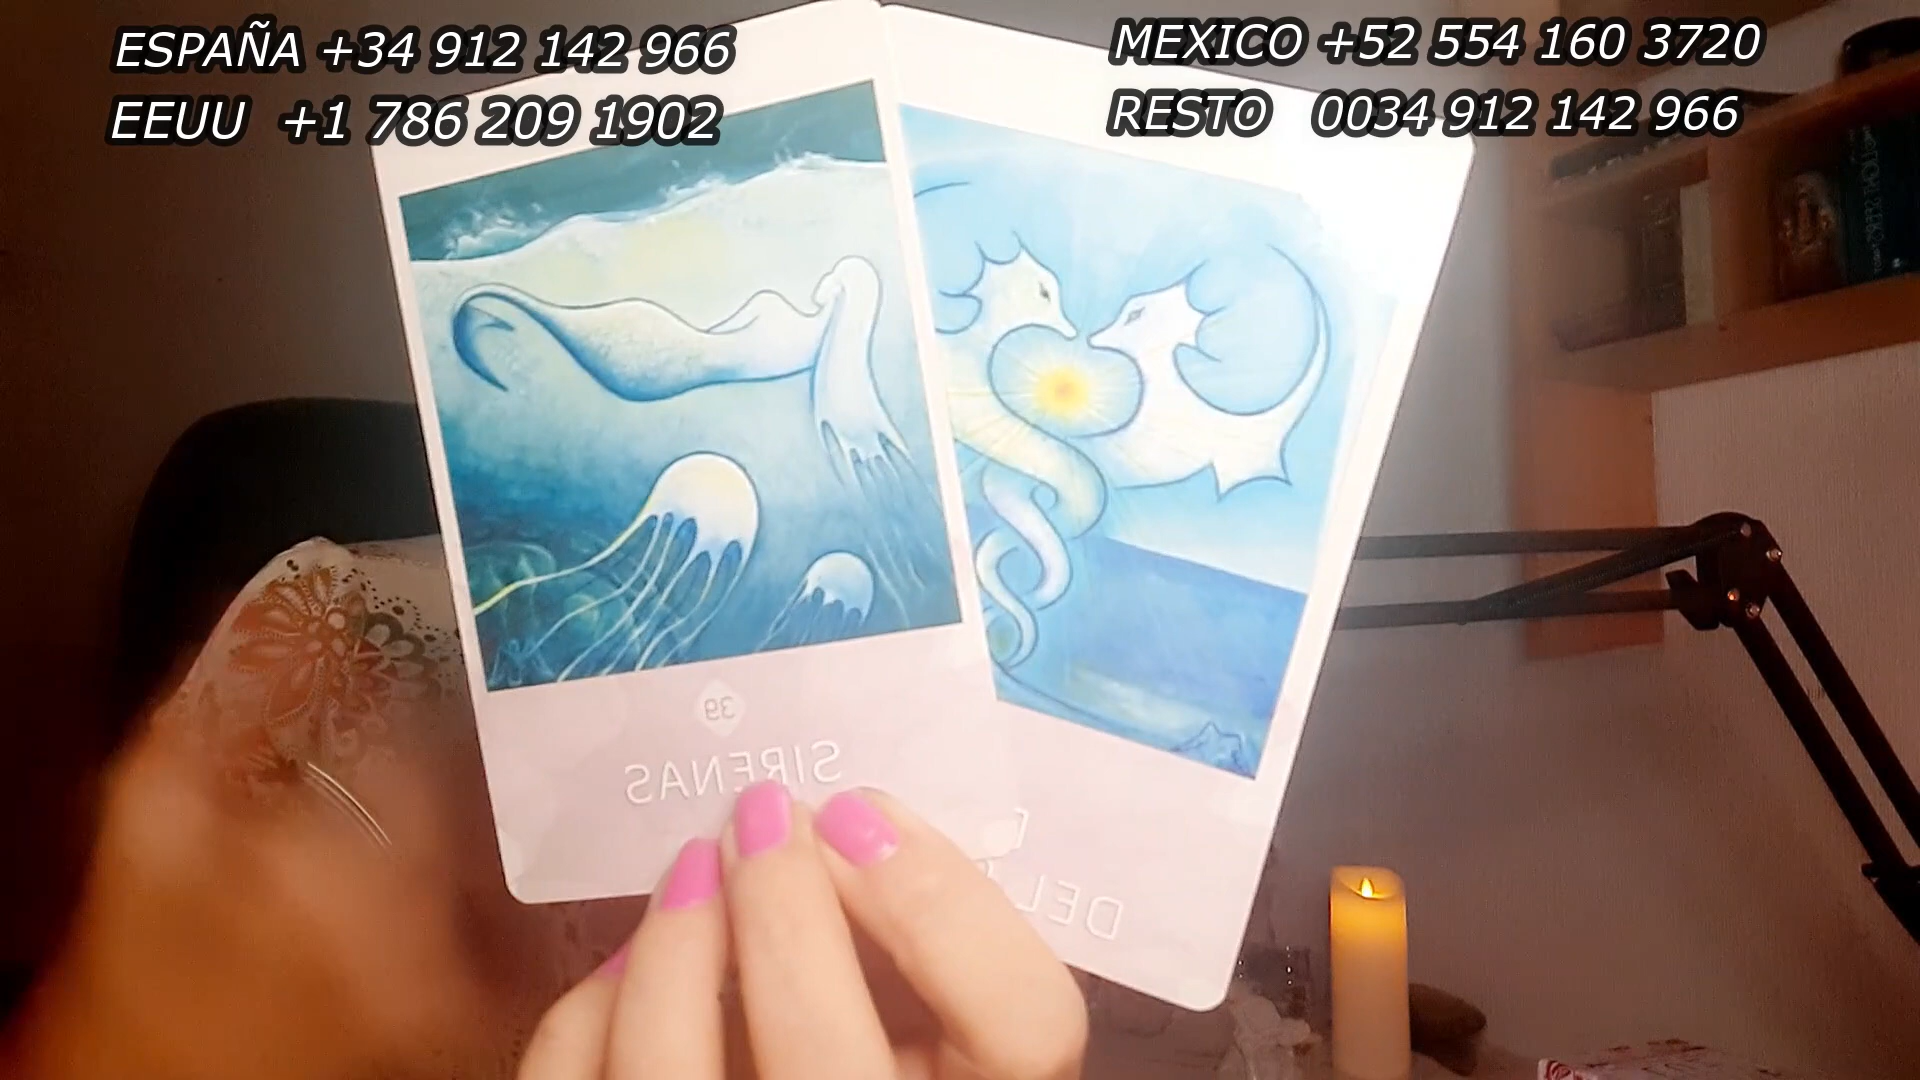 ESPAÑA +34 912 142 966
EEUU +1 786 209 1902
MEXICO +52 554 160 3720
RESTO 0034 912 142 966
39
SIRENAS
DEL